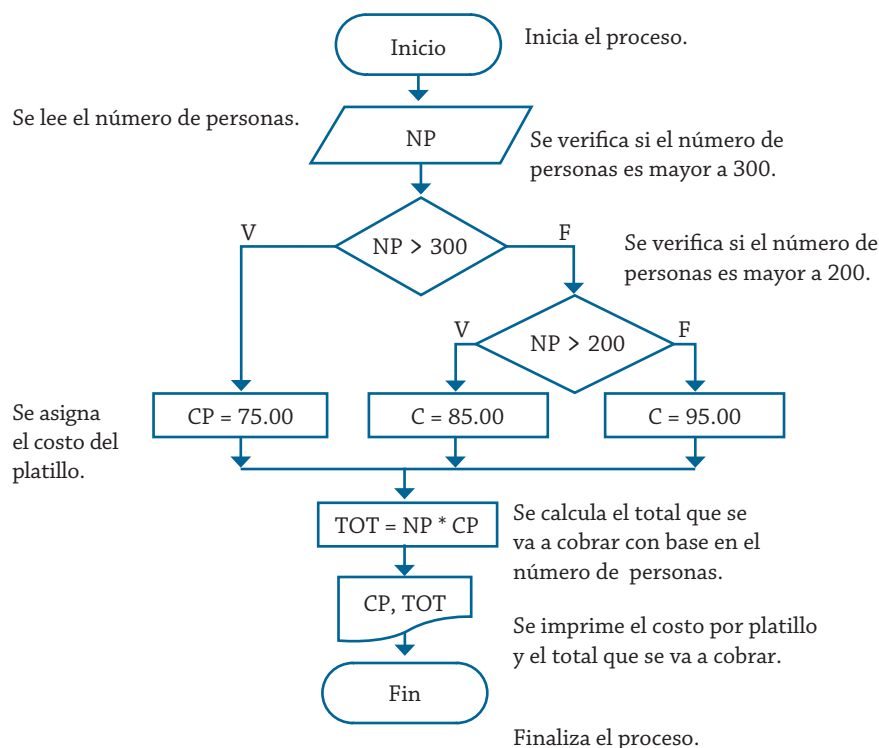 Inicio
Inicia el proceso.
Se lee el número de personas.
NP
Se verifica si el número de
personas es mayor a 300.
V
NP > 300
F
Se verifica si el número de
personas es mayor a 200.
V
NP > 200
F
Se asigna
el costo del
platillo.
CP = 75.00
C = 85.00
C = 95.00
TOT = NP * CP
Se calcula el total que se
va a cobrar con base en el
número de personas.
CP, TOT
Se imprime el costo por platillo
y el total que se va a cobrar.
Fin
Finaliza el proceso.